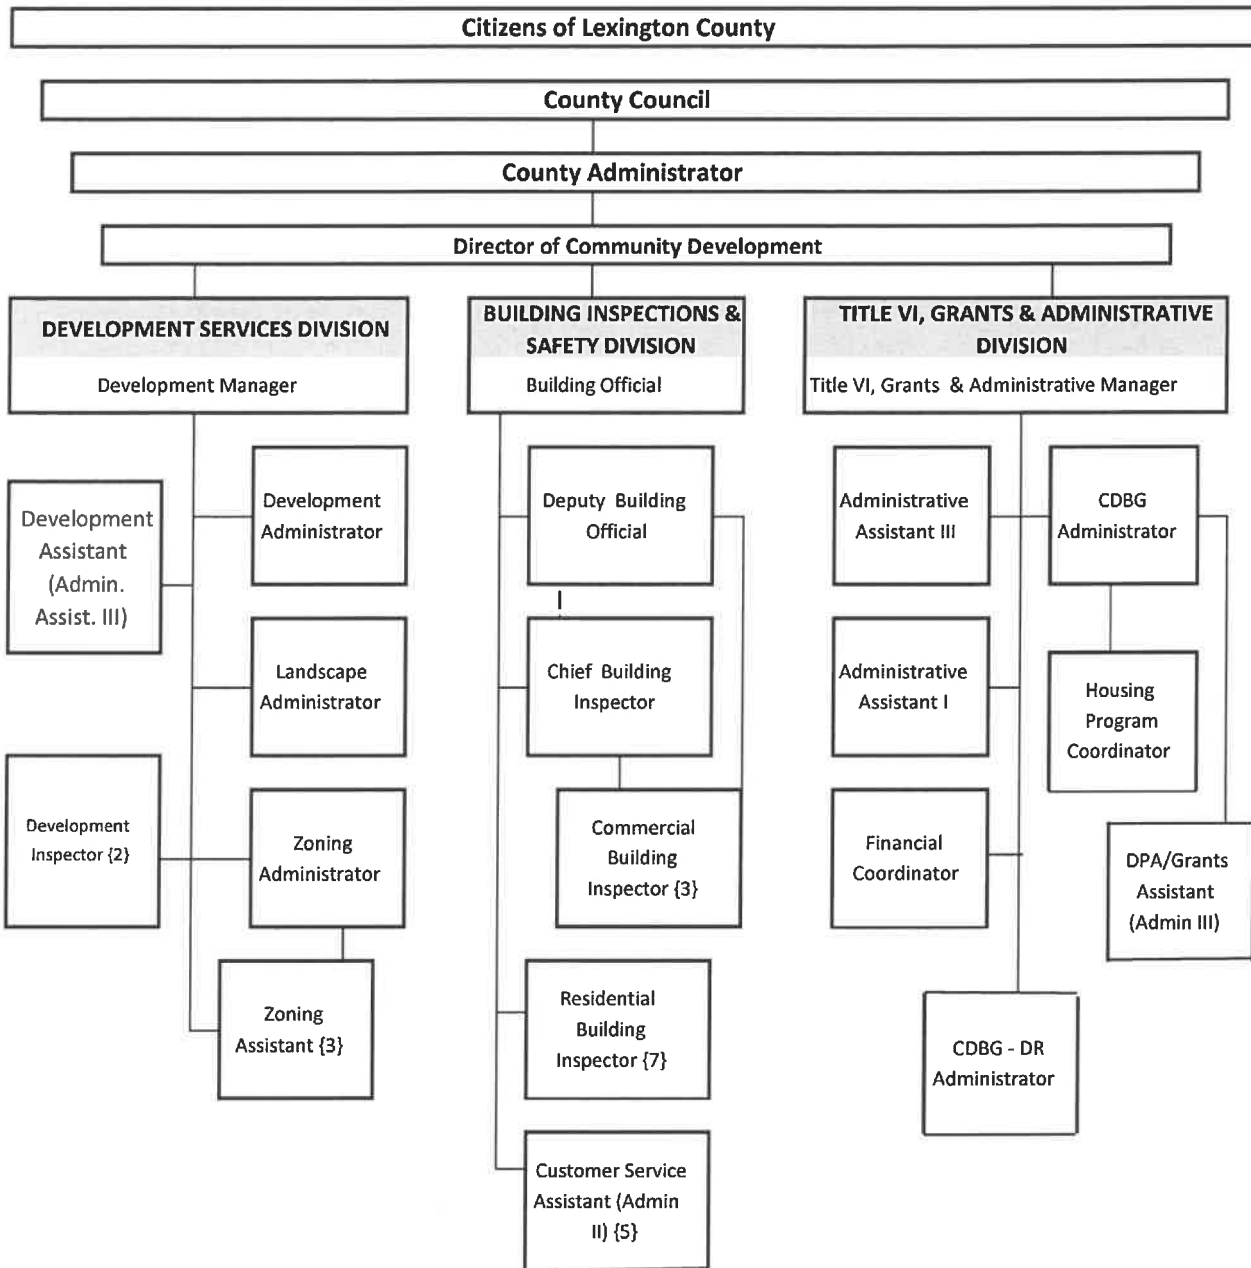 Citizens of Lexington County
County Council
County Administrator
Director of Community Development
DEVELOPMENT SERVICES DIVISION
Development Manager
Development
Assistant
(Admin.
Assist. III)
Development
Administrator
Landscape
Administrator
Development
Inspector {2}
Zoning
Administrator
Zoning
Assistant {3}
BUILDING INSPECTIONS &
SAFETY DIVISION
Building Official
Deputy Building
Official
Chief Building
Inspector
Commercial
Building
Inspector {3}
Residential
Building
Inspector {7}
Customer Service
Assistant (Admin
II) {5}
TITLE VI, GRANTS & ADMINISTRATIVE
DIVISION
Title VI, Grants & Administrative Manager
Administrative
Assistant III
CDBG
Administrator
Administrative
Assistant I
Housing
Program
Coordinator
Financial
Coordinator
DPA/Grants
Assistant
(Admin III)
CDBG - DR
Administrator